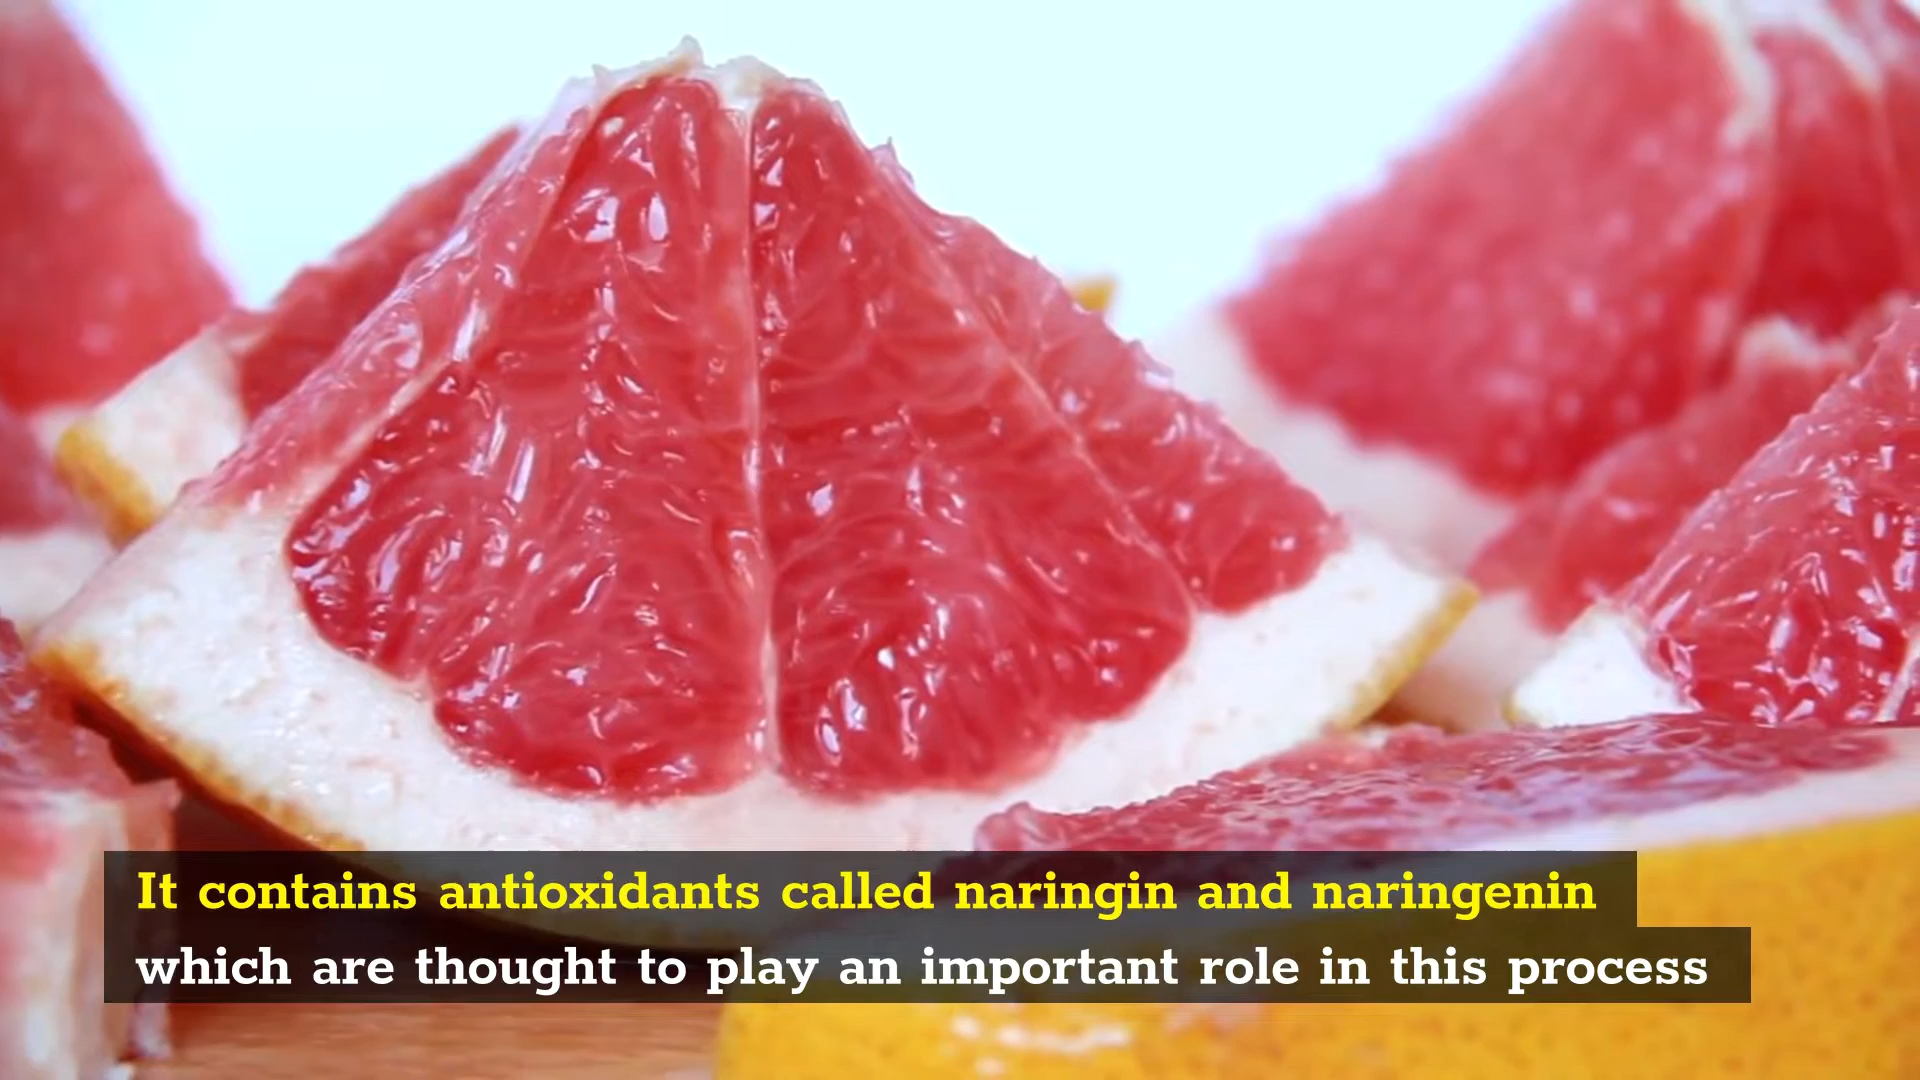 It contains antioxidants called naringin and naringenin
which are thought to play an important role in this process